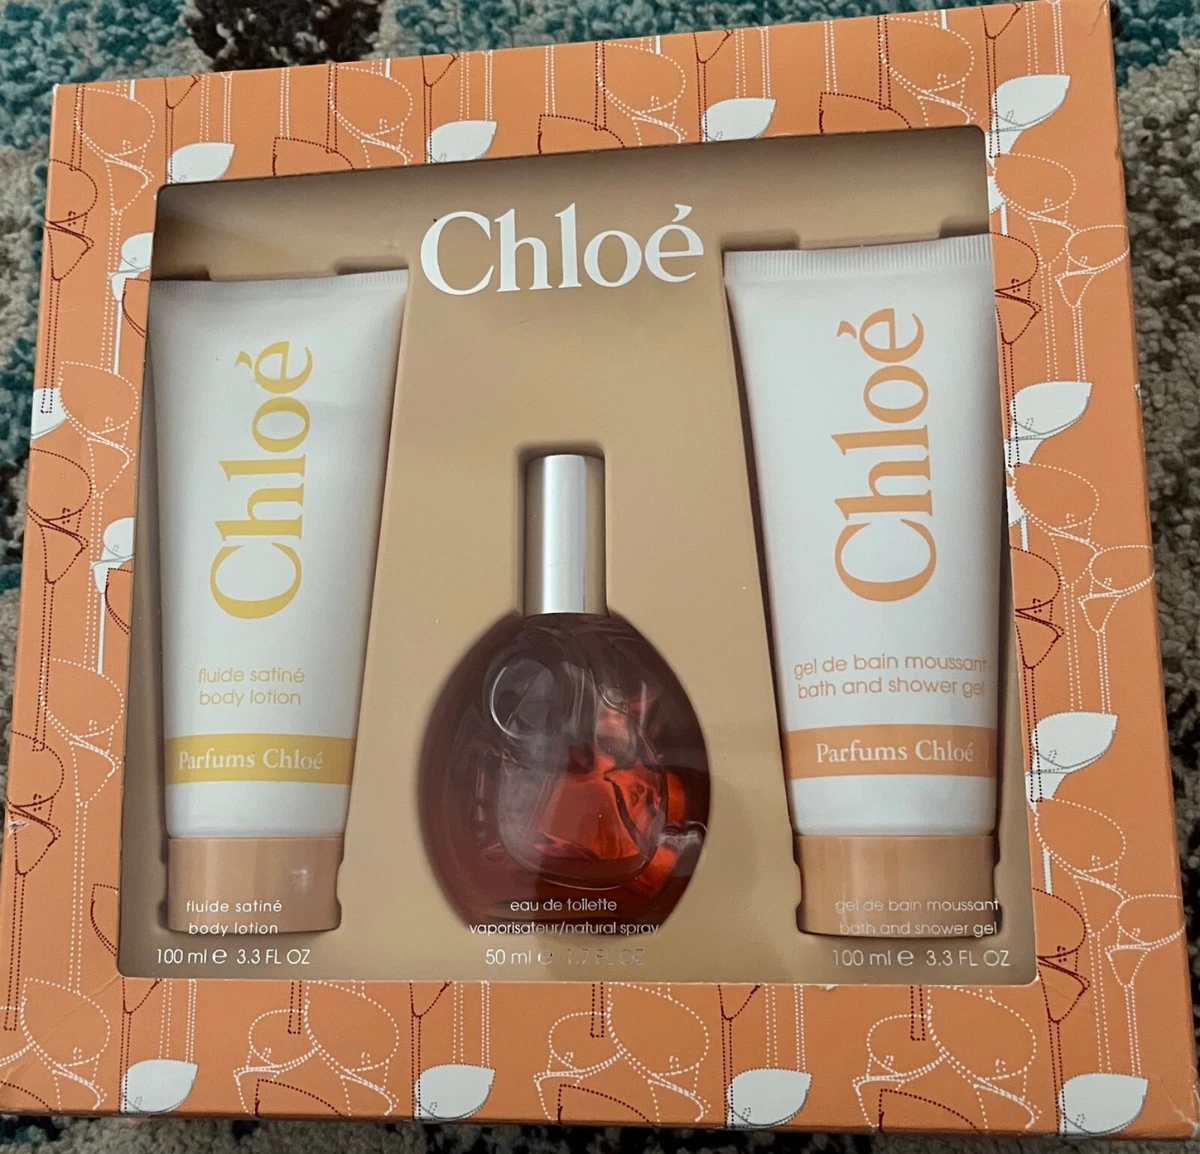 Chloé
Chloé
fluide satiné
body lotion
Parfums Chloé
Chloé
gel de bain moussant
bath and shower gel
Parfums Chloé
fluide satiné
body lotion
100 ml e 3.3 FL OZ
eau de toilette
vaporisateur/natural spray
50 ml e 1.7 FL OZ
gel de bain moussant
bath and shower gel
100 ml e 3.3 FL OZ